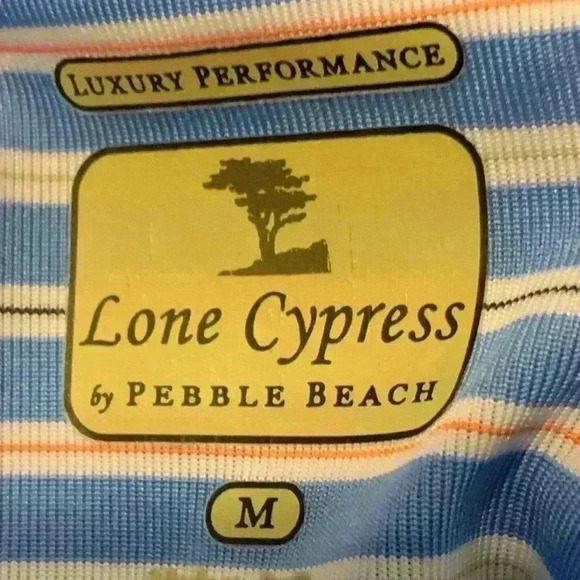 LUXURY PERFORMANCE
Lone Cypress
by PEBBLE BEACH
M